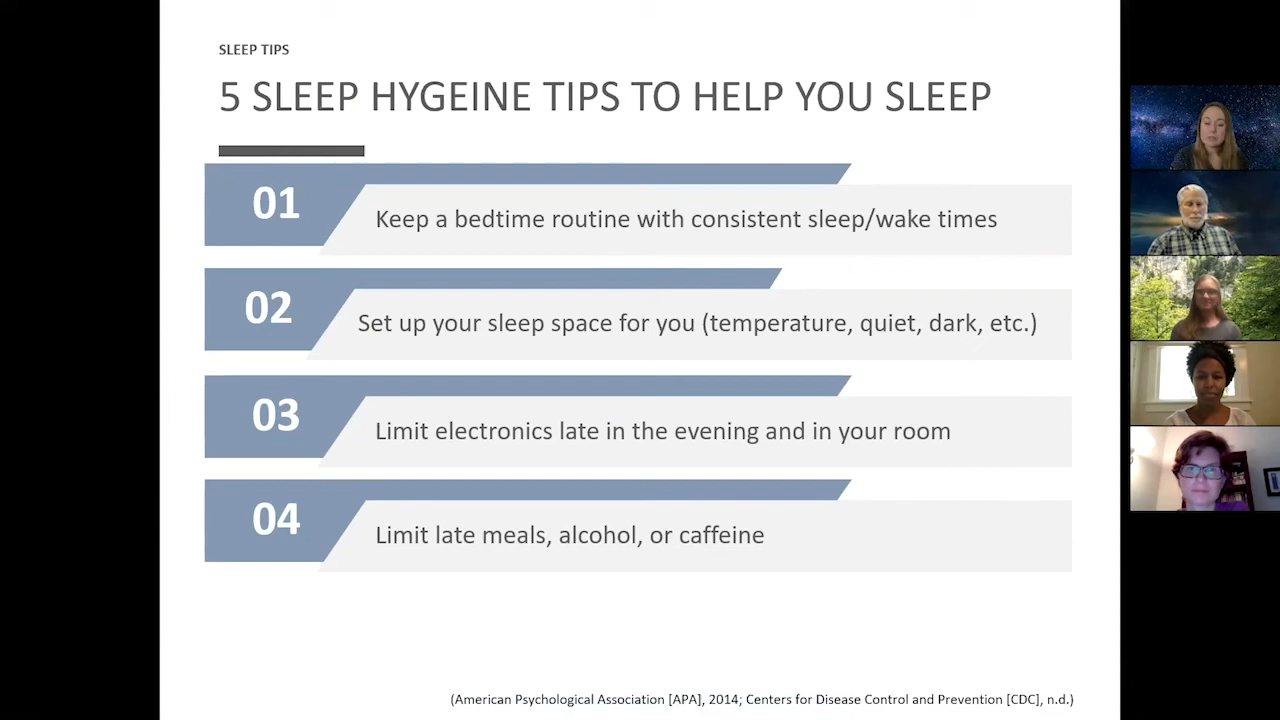 SLEEP TIPS
5 SLEEP HYGEINE TIPS TO HELP YOU SLEEP
01
Keep a bedtime routine with consistent sleep/wake times
02
Set up your sleep space for you (temperature, quiet, dark, etc.)
03
Limit electronics late in the evening and in your room
04
Limit late meals, alcohol, or caffeine
(American Psychological Association [APA], 2014; Centers for Disease Control and Prevention [CDC], n.d.)